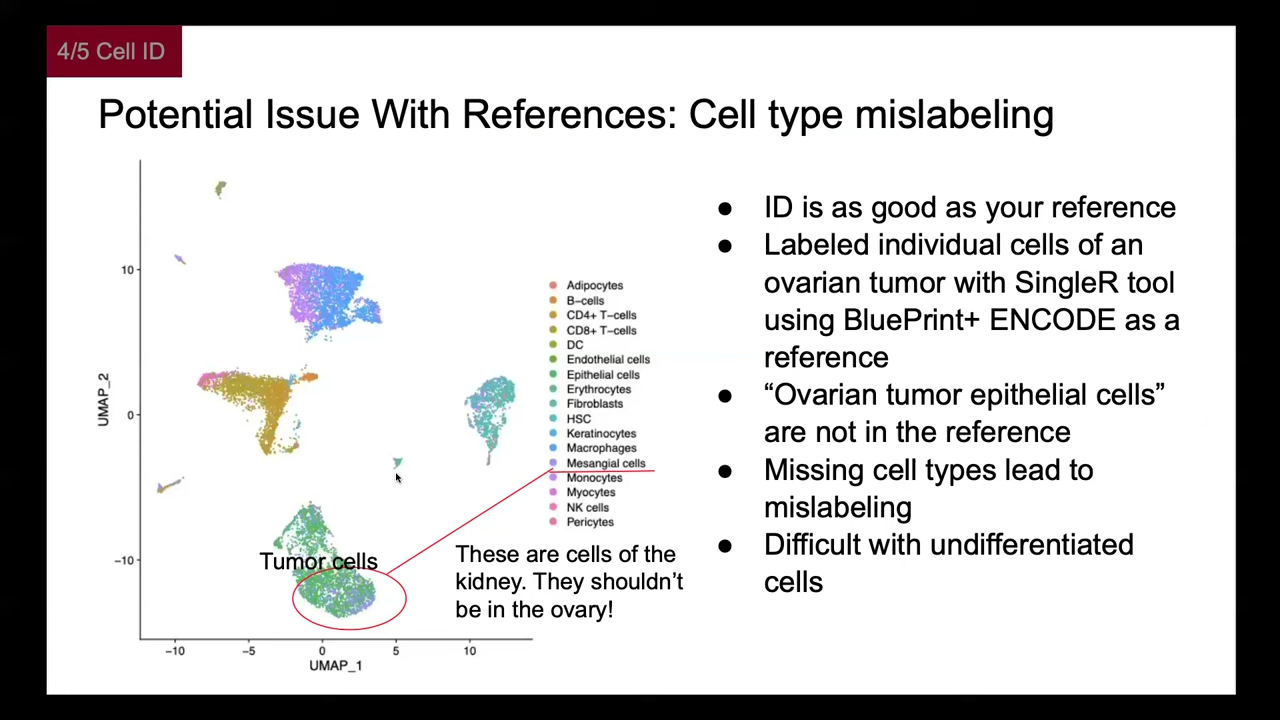 4/5 Cell ID
Potential Issue With References: Cell type mislabeling
● ID is as good as your reference
● Labeled individual cells of an
ovarian tumor with SingleR tool
using BluePrint+ ENCODE as a
reference
● “Ovarian tumor epithelial cells”
are not in the reference
● Missing cell types lead to
mislabeling
● Difficult with undifferentiated
cells
UMAP_2
10
0
−10
−10
−5
0
5
10
UMAP_1
Adipocytes
B−cells
CD4+ T−cells
CD8+ T−cells
DC
Endothelial cells
Epithelial cells
Erythrocytes
Fibroblasts
HSC
Keratinocytes
Macrophages
Mesangial cells
Monocytes
Myocytes
NK cells
Pericytes
Tumor cells
These are cells of the
kidney. They shouldn’t
be in the ovary!